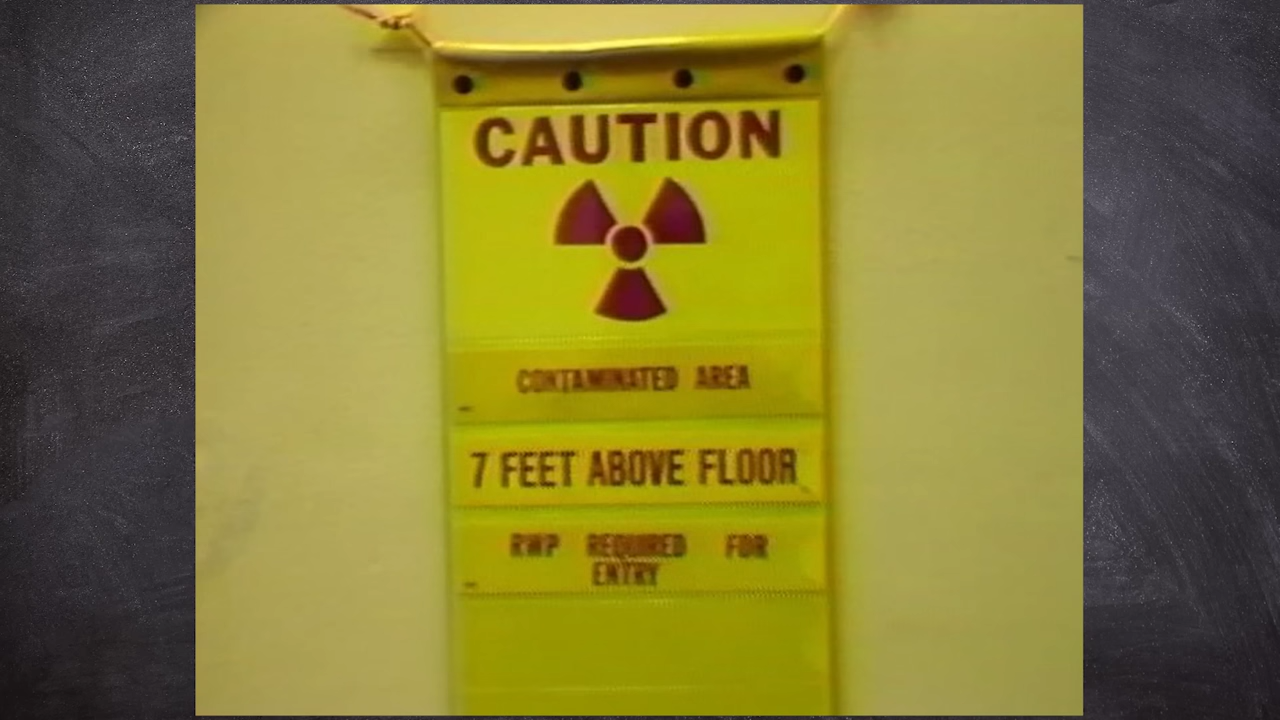 CAUTION
CONTAMINATED AREA
7 FEET ABOVE FLOOR
RWP REQUIRED FOR
ENTRY